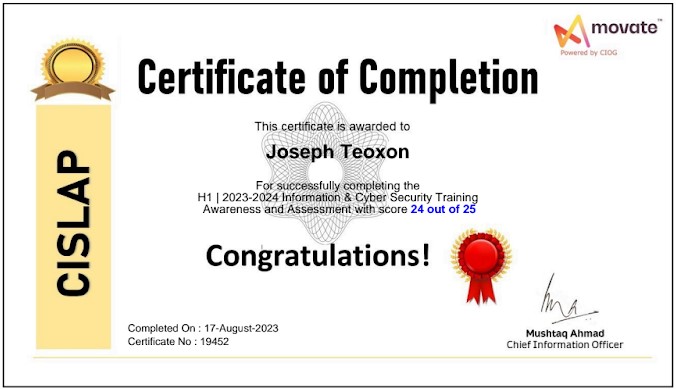 movate™
Powered by CIOG
Certificate of Completion
This certificate is awarded to
Joseph Teoxon
For successfully completing the
H1 | 2023-2024 Information & Cyber Security Training
Awareness and Assessment with score 24 out of 25
Congratulations!
CISLAP
Completed On : 17-August-2023
Certificate No : 19452
Mushtaq Ahmad
Chief Information Officer